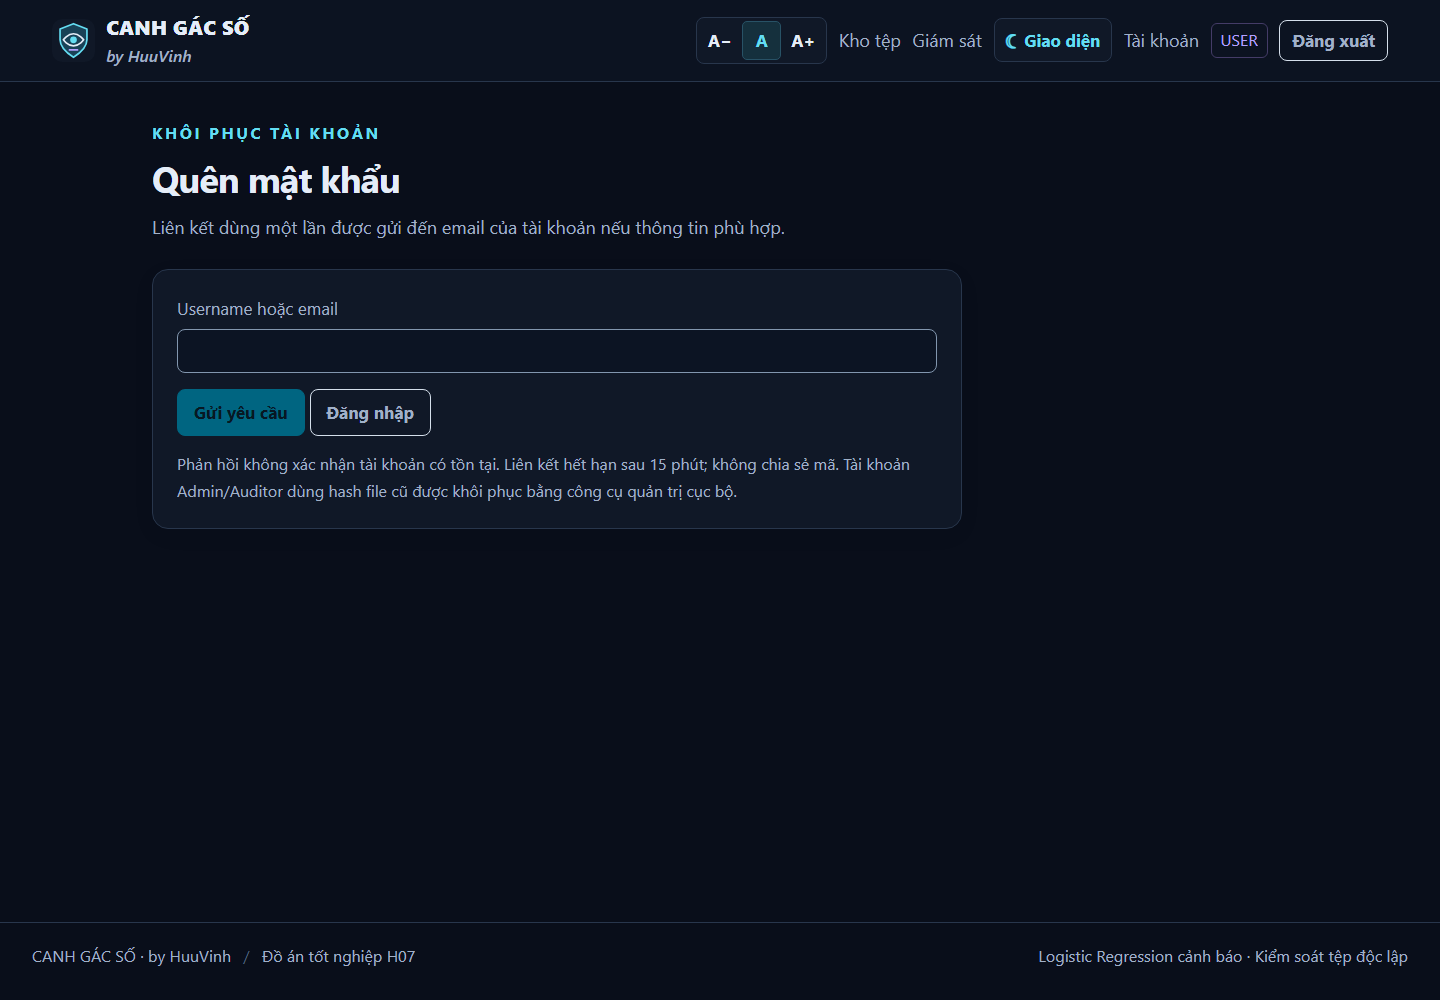 CANH GÁC SỐ
by HuuVinh
A− A A+ Kho tệp Giám sát Giao diện Tài khoản USER Đăng xuất
KHÔI PHỤC TÀI KHOẢN
Quên mật khẩu
Liên kết dùng một lần được gửi đến email của tài khoản nếu thông tin phù hợp.
Username hoặc email
Gửi yêu cầu Đăng nhập
Phản hồi không xác nhận tài khoản có tồn tại. Liên kết hết hạn sau 15 phút; không chia sẻ mã. Tài khoản
Admin/Auditor dùng hash file cũ được khôi phục bằng công cụ quản trị cục bộ.
CANH GÁC SỐ · by HuuVinh / Đồ án tốt nghiệp H07
Logistic Regression cảnh báo · Kiểm soát tệp độc lập